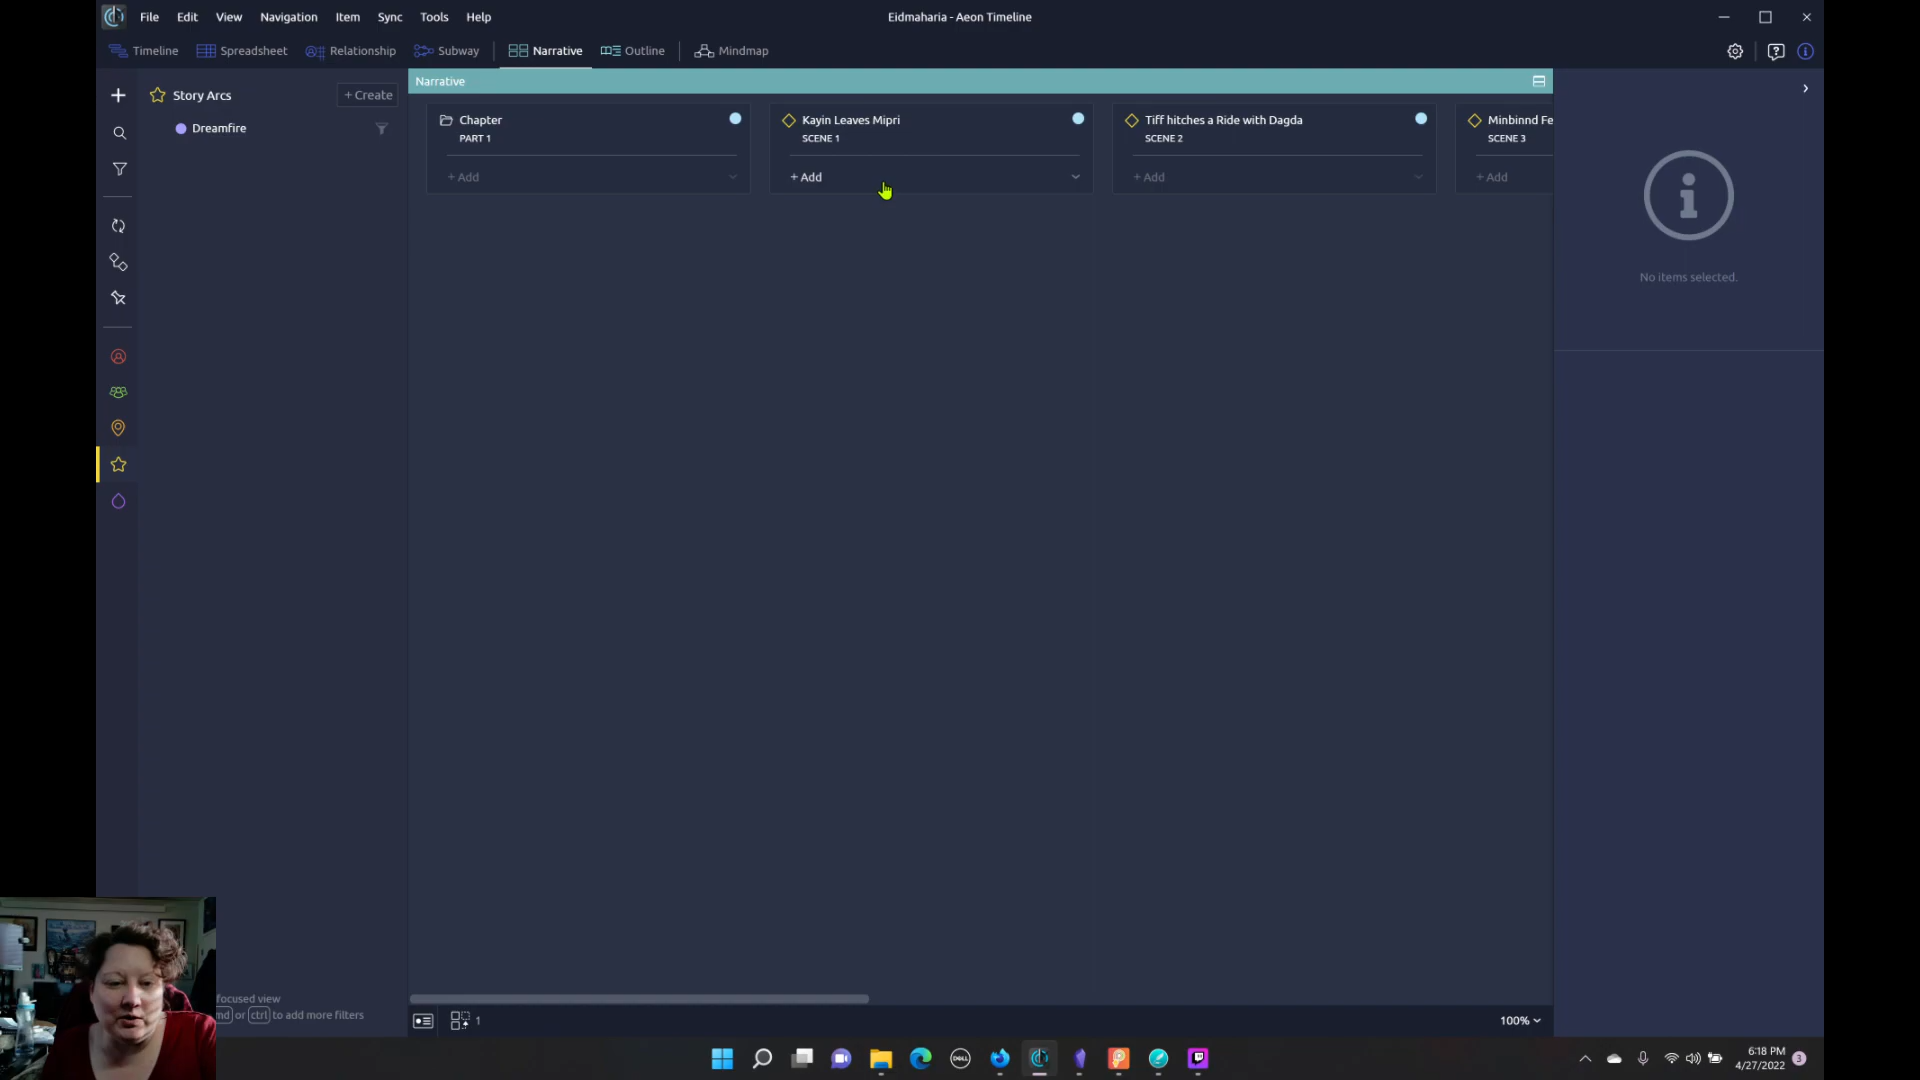 File Edit View Navigation Item Sync Tools Help
Eidmaharia - Aeon Timeline
Timeline Spreadsheet Relationship Subway Narrative Outline Mindmap
Story Arcs
+ Create
Dreamfire
Narrative
Chapter
PART 1
+ Add
Kayin Leaves Mipri
SCENE 1
+ Add
Tiff hitches a Ride with Dagda
SCENE 2
+ Add
Minbinnd Fe
SCENE 3
+ Add
No items selected.
focused view
or ctrl to add more filters
1
100%
DELL
6:18 PM
4/27/2022
3